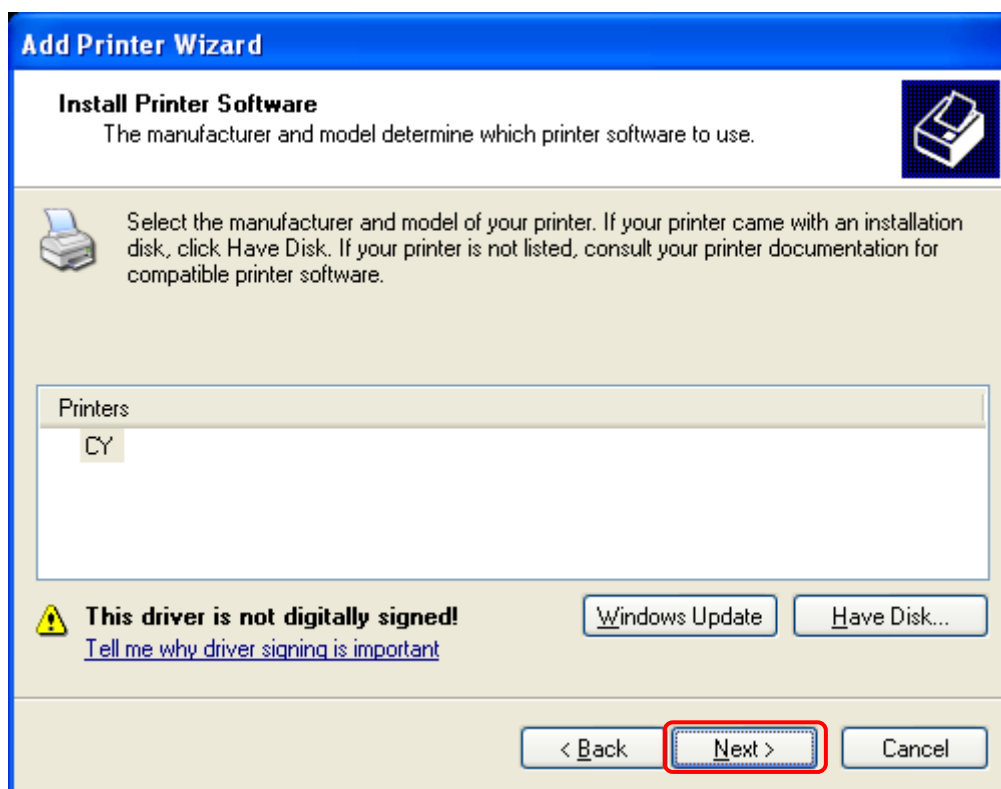 Add Printer Wizard
Install Printer Software
The manufacturer and model determine which printer software to use.
Select the manufacturer and model of your printer. If your printer came with an installation
disk, click Have Disk. If your printer is not listed, consult your printer documentation for
compatible printer software.
Printers
CY
This driver is not digitally signed!
Windows Update
Have Disk...
Tell me why driver signing is important
< Back
Next >
Cancel